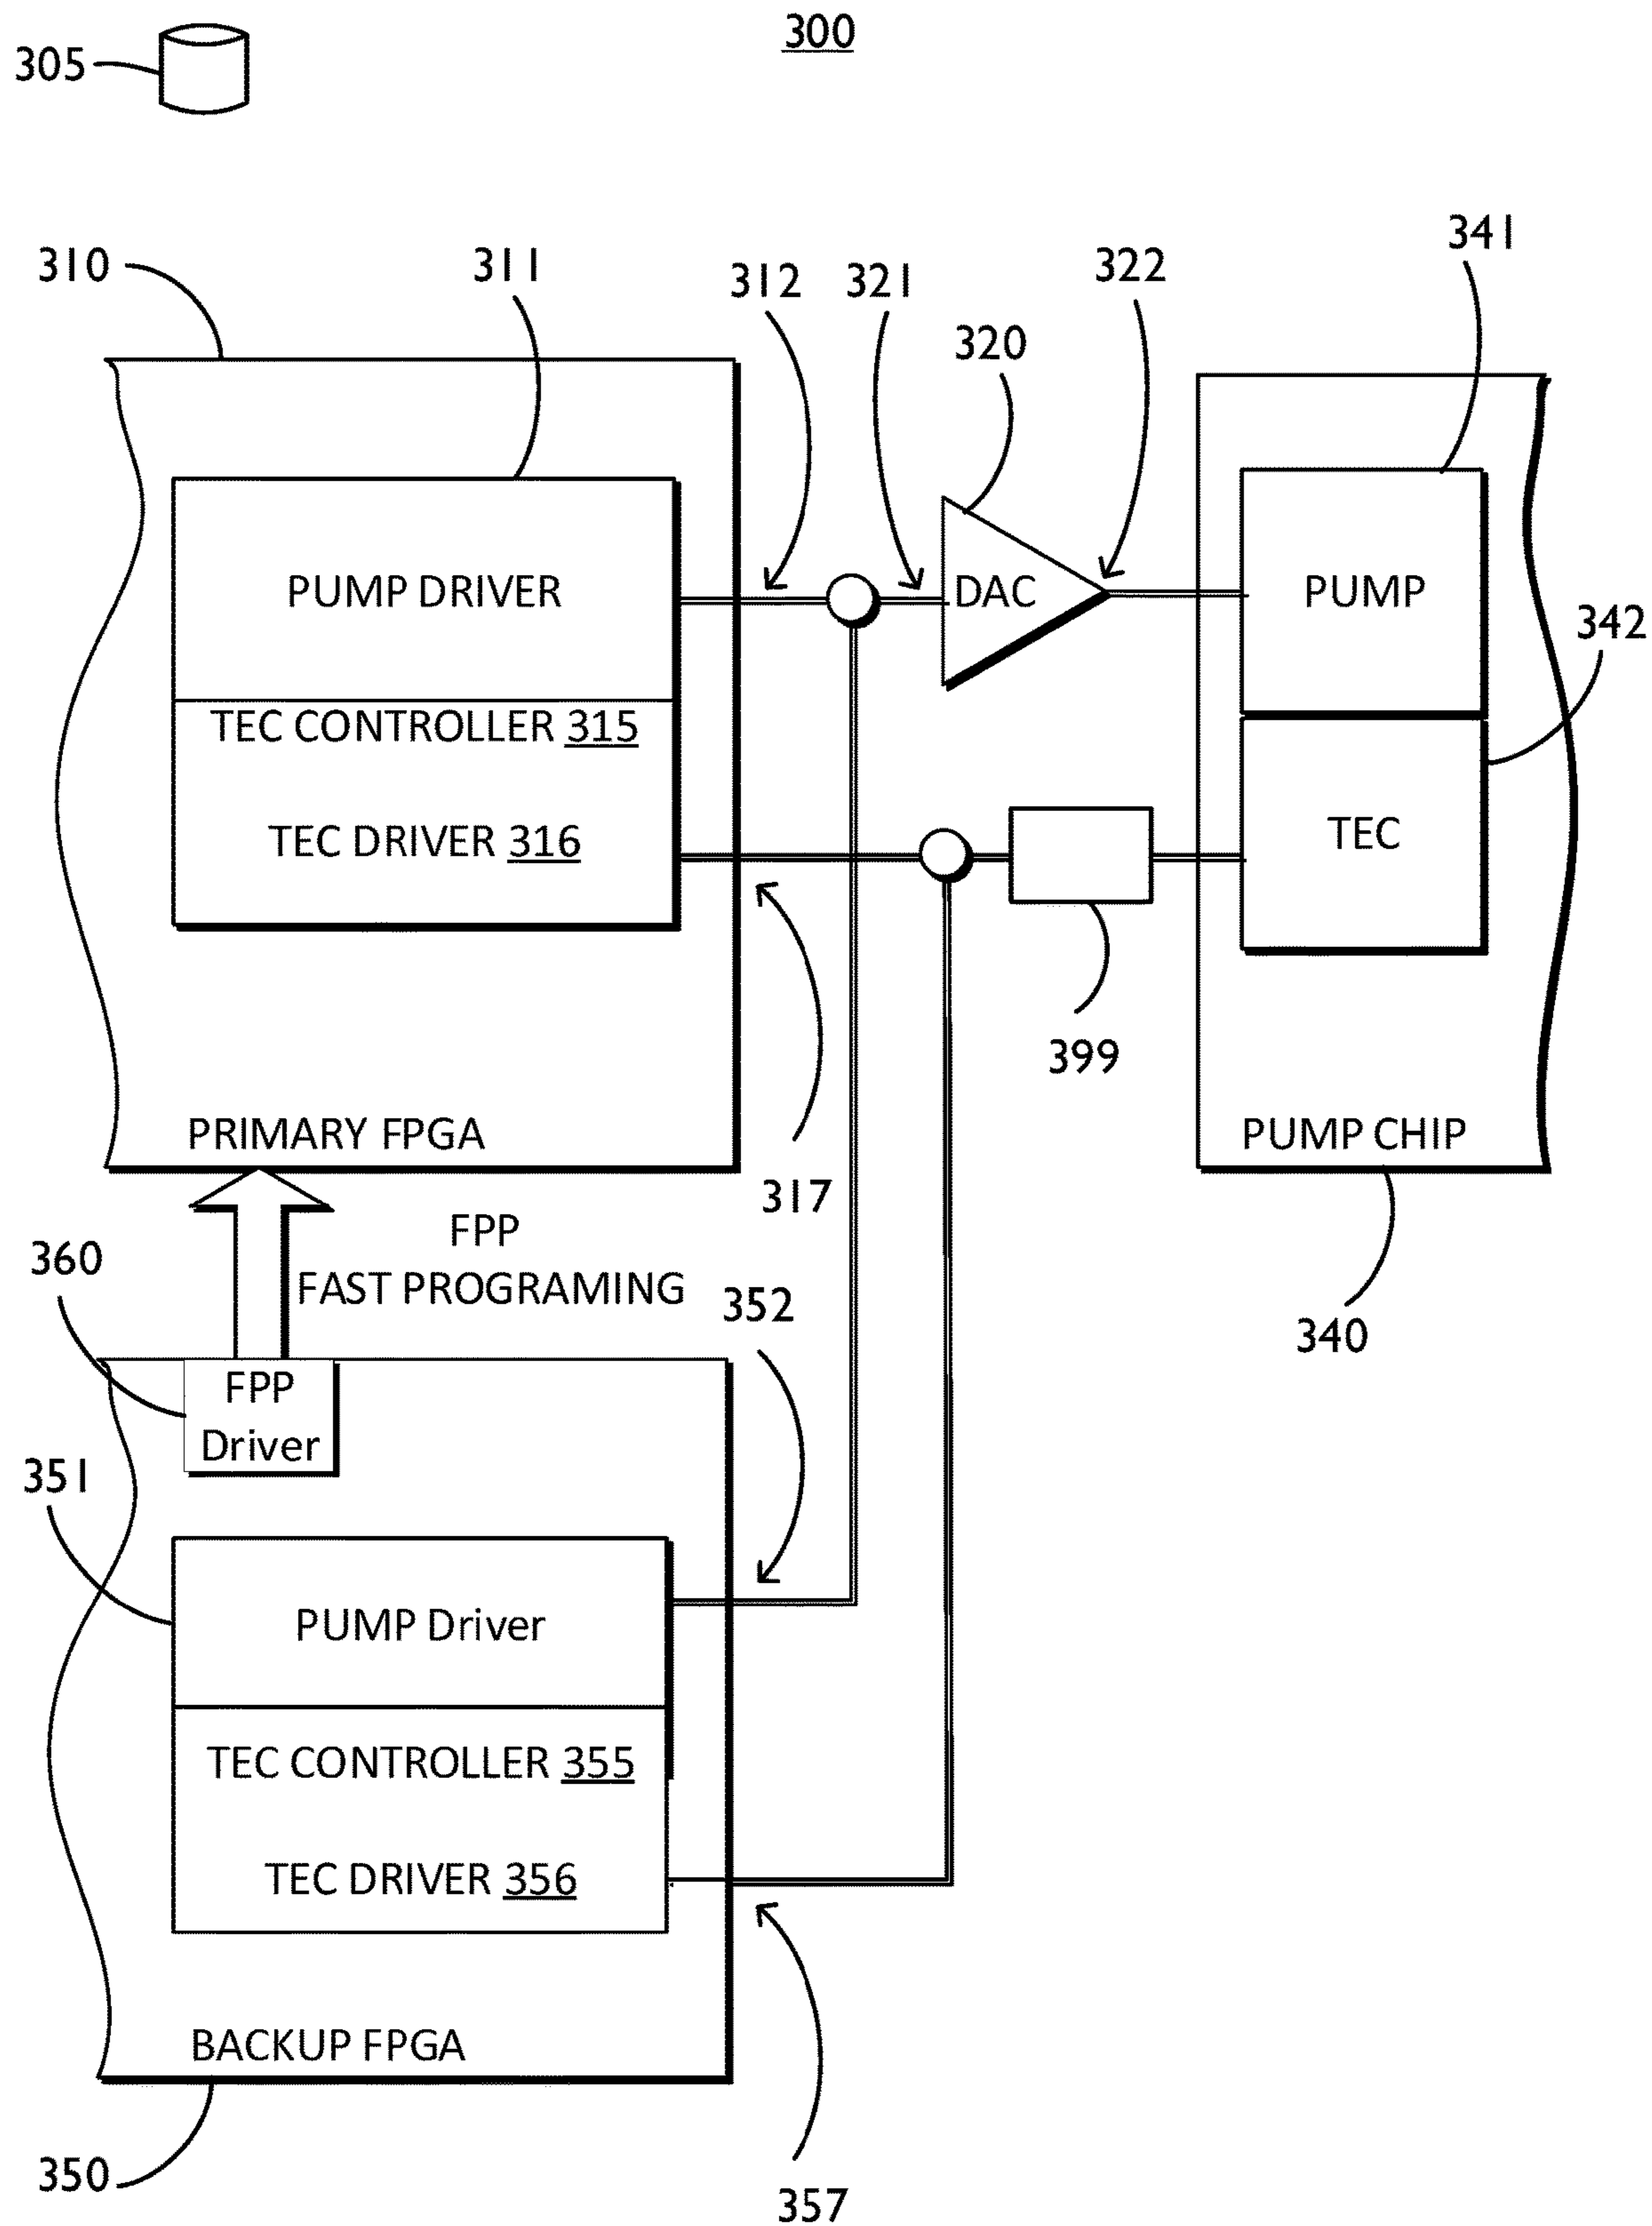 300
305
310
311
312
321
322
341
320
342
PUMP DRIVER
DAC
PUMP
TEC CONTROLLER 315
TEC DRIVER 316
TEC
399
PRIMARY FPGA
PUMP CHIP
317
FPP
FAST PROGRAMING
360
352
340
FPP
Driver
351
PUMP Driver
TEC CONTROLLER 355
TEC DRIVER 356
BACKUP FPGA
350
357